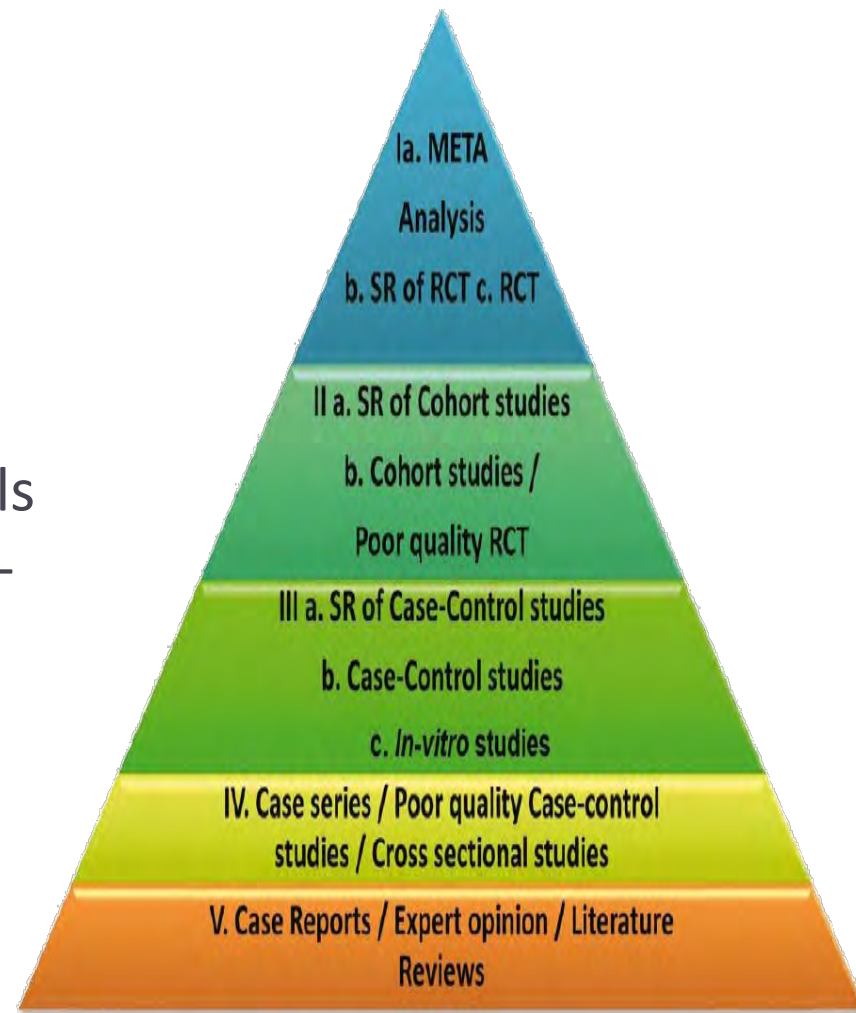 Ia. META
Analysis
b. SR of RCT c. RCT
II a. SR of Cohort studies
b. Cohort studies /
Poor quality RCT
III a. SR of Case-Control studies
b. Case-Control studies
c. In-vitro studies
IV. Case series / Poor quality Case-control
studies / Cross sectional studies
V. Case Reports / Expert opinion / Literature
Reviews
ls
–